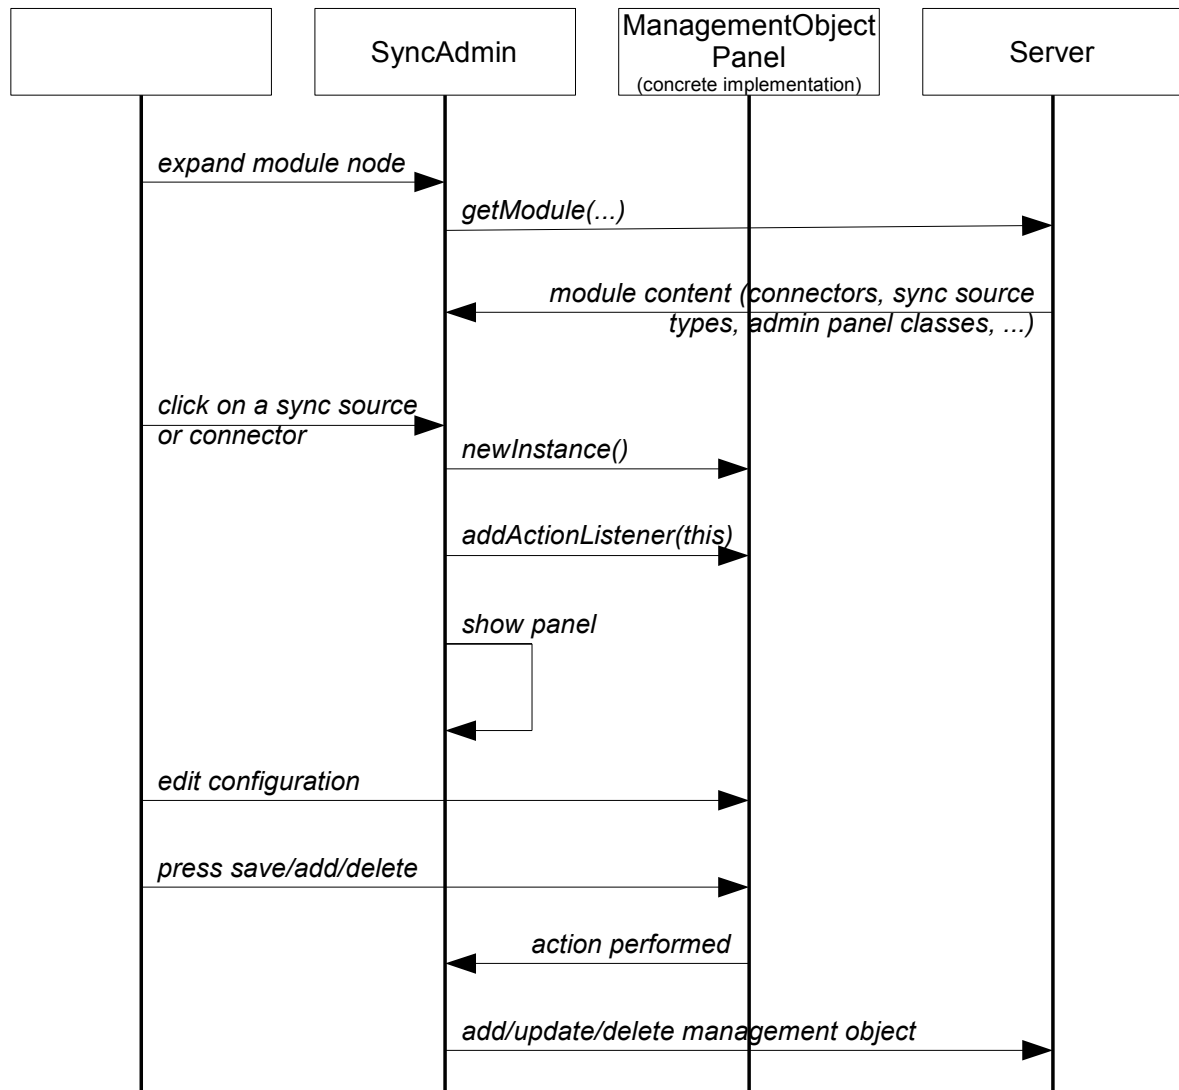 SyncAdmin
ManagementObject
Panel
(concrete implementation)
Server
expand module node
getModule(...)
module content (connectors, sync source
types, admin panel classes, ...)
click on a sync source
or connector
newInstance()
addActionListener(this)
show panel
edit configuration
press save/add/delete
action performed
add/update/delete management object